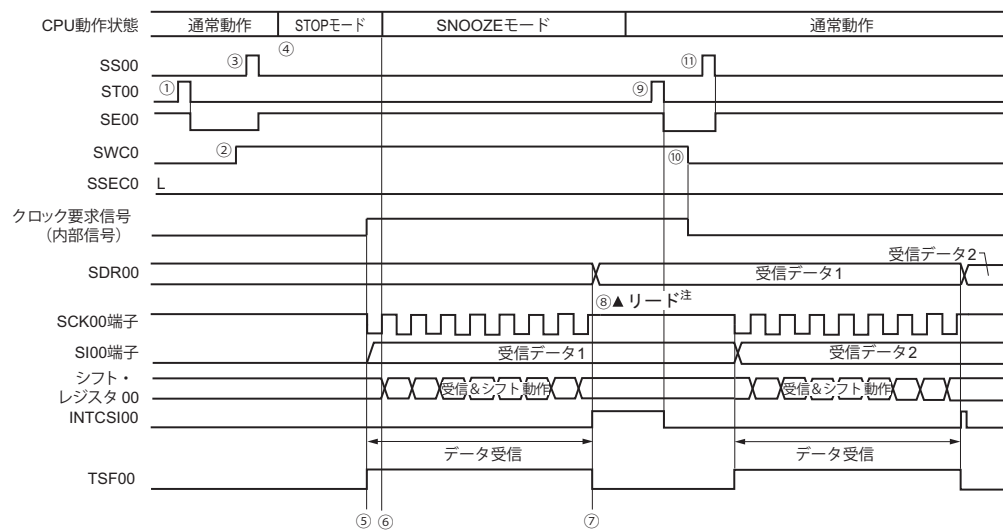 CPU動作状態 通常動作 STOPモード SNOOZEモード 通常動作
④
SS00 ③ ⑪
ST00 ① ⑨
SE00
SWC0 ② ⑩
SSEC0 L
クロック要求信号
（内部信号）
受信データ2
SDR00 受信データ1
⑧▲ リード注
SCK00端子
SI00端子 受信データ1 受信データ2
シフト・
レジスタ 00 受信&シフト動作 受信&シフト動作
INTCSI00
データ受信 データ受信
TSF00
⑤ ⑥ ⑦